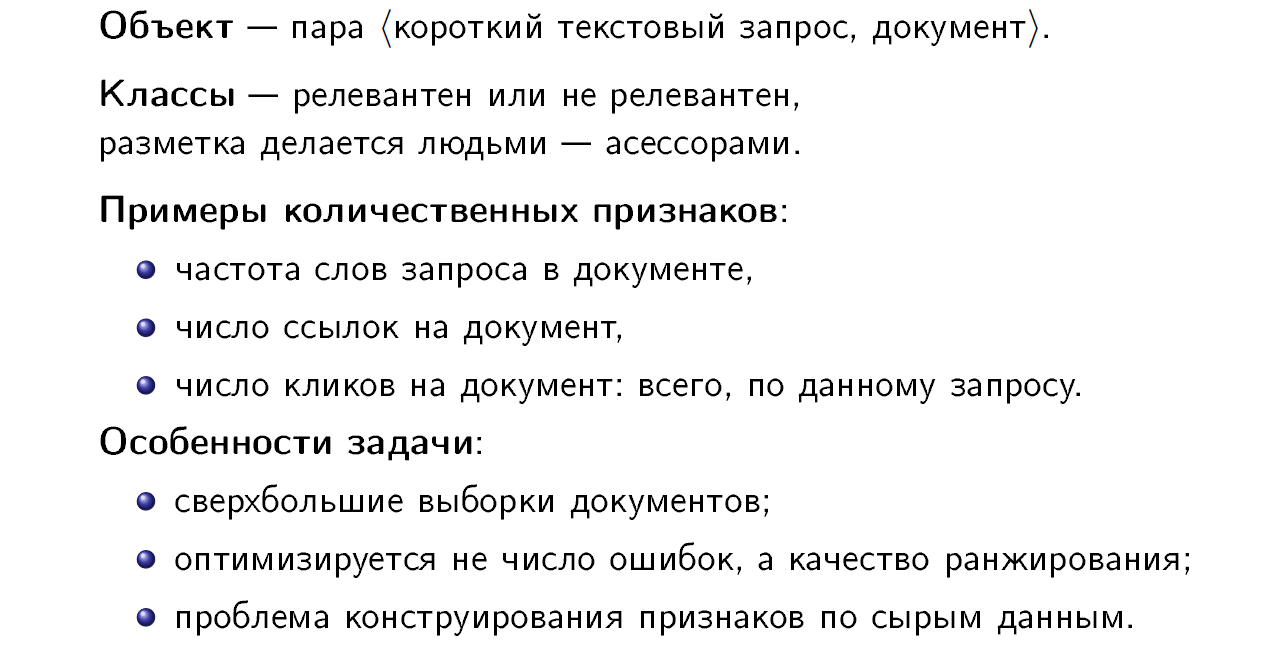 Объект — пара ⟨короткий текстовый запрос, документ⟩.
Классы — релевантен или не релевантен,
разметка делается людьми — асессорами.
Примеры количественных признаков:
частота слов запроса в документе,
число ссылок на документ,
число кликов на документ: всего, по данному запросу.
Особенности задачи:
сверхбольшие выборки документов;
оптимизируется не число ошибок, а качество ранжирования;
проблема конструирования признаков по сырым данным.